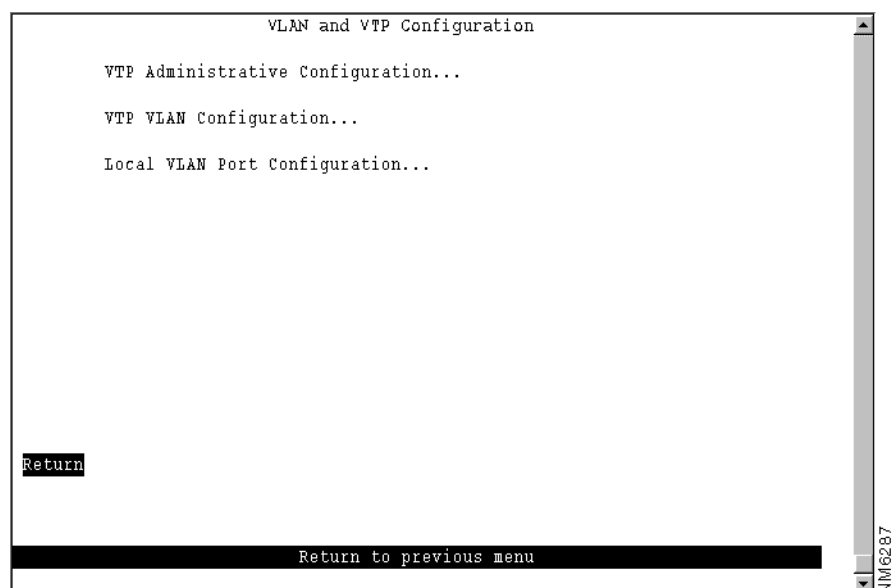 VLAN and VTP Configuration
VTP Administrative Configuration...
VTP VLAN Configuration...
Local VLAN Port Configuration...
Return
Return to previous menu
IM6287